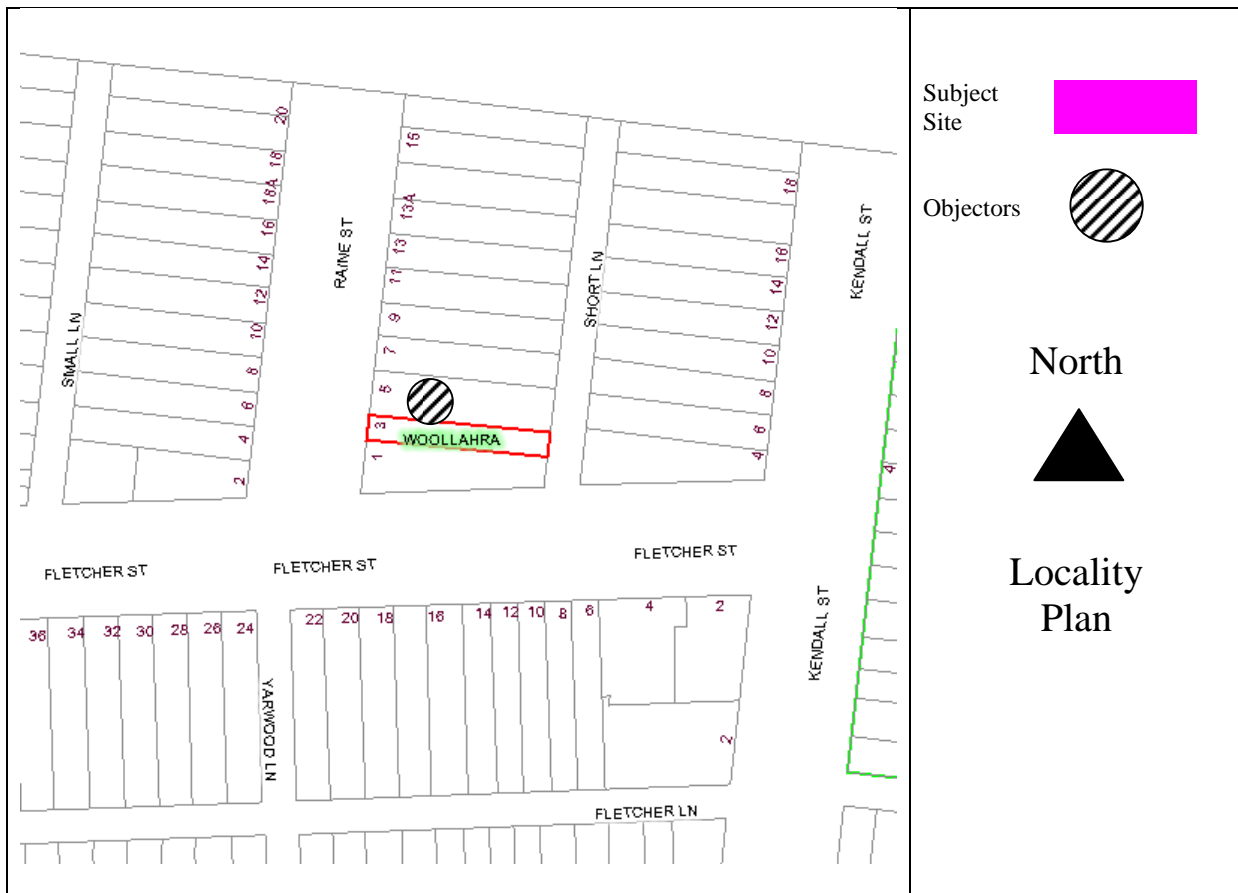 20
18
18A
16
14
12
10
8
6
4
2
SMALL LN
RAINE ST
15
13A
13
11
9
7
5
3
1
WOOLLAHRA
SHORT LN
18
16
14
12
10
8
6
4
KENDALL ST
4
FLETCHER ST
FLETCHER ST
FLETCHER ST
36
34
32
30
28
26
24
22
20
18
16
14
12
10
8
6
4
2
2
YARWOOD LN
KENDALL ST
FLETCHER LN
Subject
Site
Objectors
North
Locality
Plan